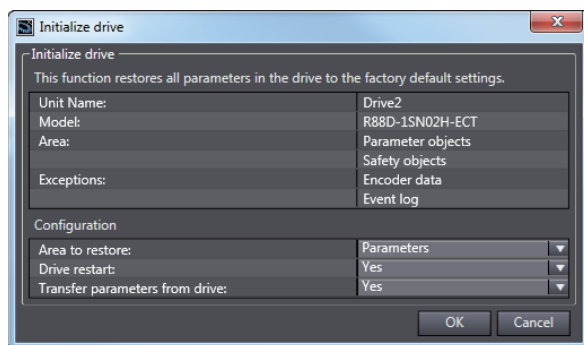 Initialize drive
x
Initialize drive
This function restores all parameters in the drive to the factory default settings.
Unit Name: Drive2
Model: R88D-1SN02H-ECT
Area: Parameter objects
Safety objects
Exceptions: Encoder data
Event log
Configuration
Area to restore: Parameters
Drive restart: Yes
Transfer parameters from drive: Yes
OK Cancel